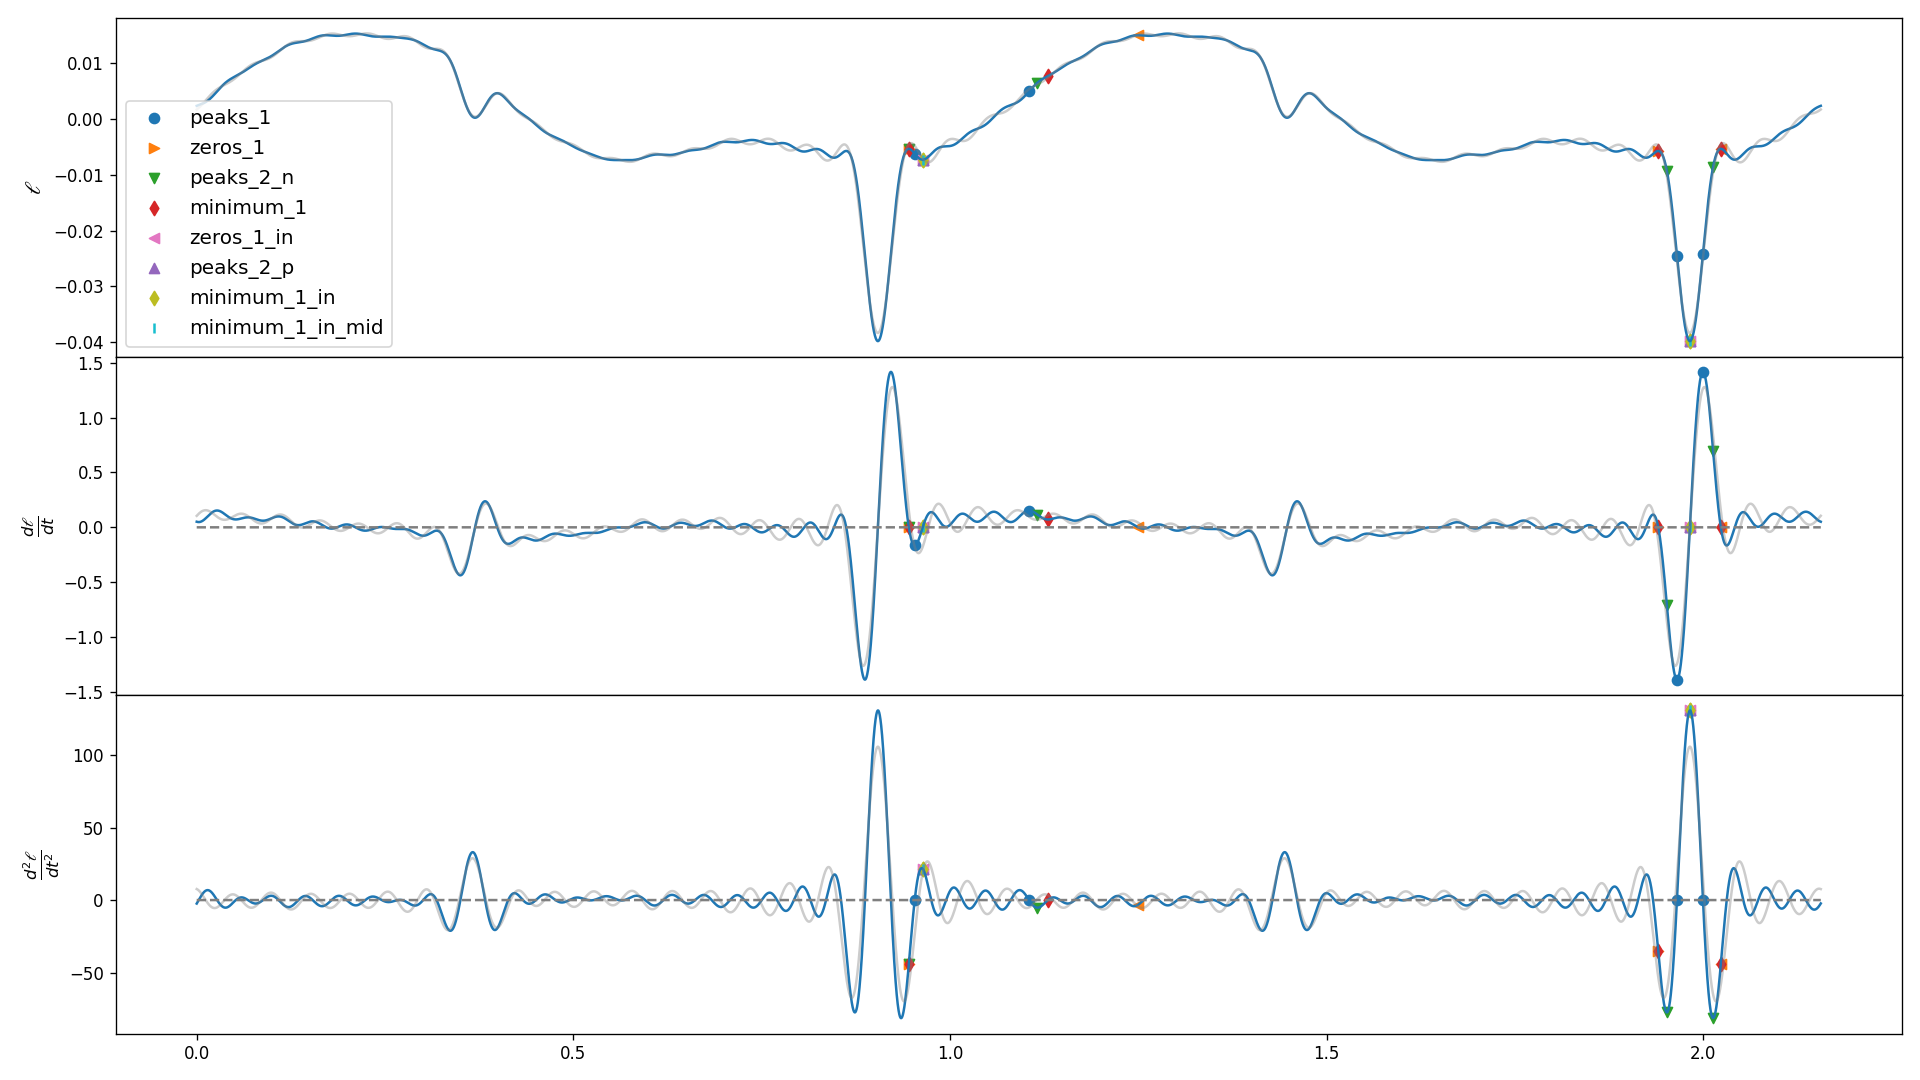 0.01
0.00
−0.01
−0.02
−0.03
−0.04
ℓ
peaks_1
zeros_1
peaks_2_n
minimum_1
zeros_1_in
peaks_2_p
minimum_1_in
minimum_1_in_mid
1.5
1.0
0.5
0.0
−0.5
−1.0
−1.5
dℓ/dt
100
50
0
−50
d²ℓ/dt²
0.0 0.5 1.0 1.5 2.0